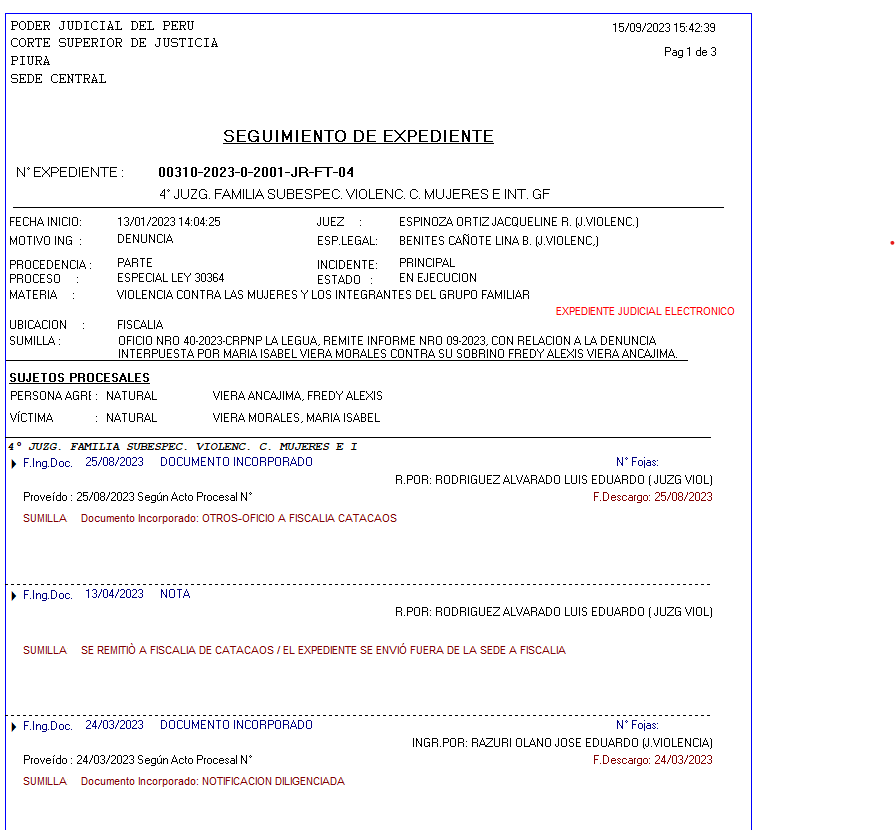 PODER JUDICIAL DEL PERU
15/09/2023 15:42:39
CORTE SUPERIOR DE JUSTICIA
Pag 1 de 3
PIURA
SEDE CENTRAL
SEGUIMIENTO DE EXPEDIENTE
N° EXPEDIENTE : 00310-2023-0-2001-JR-FT-04
4° JUZG. FAMILIA SUBESPEC. VIOLENC. C. MUJERES E INT. GF
FECHA INICIO: 13/01/2023 14:04:25 JUEZ : ESPINOZA ORTIZ JACQUELINE R. (J.VIOLENC.)
MOTIVO ING : DENUNCIA ESP.LEGAL: BENITES CAÑOTE LINA B. (J.VIOLENC,)
PROCEDENCIA : PARTE INCIDENTE: PRINCIPAL
PROCESO : ESPECIAL LEY 30364 ESTADO : EN EJECUCION
MATERIA : VIOLENCIA CONTRA LAS MUJERES Y LOS INTEGRANTES DEL GRUPO FAMILIAR
EXPEDIENTE JUDICIAL ELECTRONICO
UBICACION : FISCALIA
SUMILLA : OFICIO NRO 40-2023-CRPNP LA LEGUA, REMITE INFORME NRO 09-2023, CON RELACION A LA DENUNCIA
INTERPUESTA POR MARIA ISABEL VIERA MORALES CONTRA SU SOBRINO FREDY ALEXIS VIERA ANCAJIMA.
SUJETOS PROCESALES
PERSONA AGRE : NATURAL VIERA ANCAJIMA, FREDY ALEXIS
VÍCTIMA : NATURAL VIERA MORALES, MARIA ISABEL
4° JUZG. FAMILIA SUBESPEC. VIOLENC. C. MUJERES E I
F.Ing.Doc. 25/08/2023 DOCUMENTO INCORPORADO N° Fojas:
R.POR: RODRIGUEZ ALVARADO LUIS EDUARDO ( JUZG VIOL)
Proveído : 25/08/2023 Según Acto Procesal N° F.Descargo: 25/08/2023
SUMILLA Documento Incorporado: OTROS-OFICIO A FISCALIA CATACAOS
F.Ing.Doc. 13/04/2023 NOTA
R.POR: RODRIGUEZ ALVARADO LUIS EDUARDO ( JUZG VIOL)
SUMILLA SE REMITIÒ A FISCALIA DE CATACAOS / EL EXPEDIENTE SE ENVIÓ FUERA DE LA SEDE A FISCALIA
F.Ing.Doc. 24/03/2023 DOCUMENTO INCORPORADO N° Fojas:
INGR.POR: RAZURI OLANO JOSE EDUARDO (J.VIOLENCIA)
Proveído : 24/03/2023 Según Acto Procesal N° F.Descargo: 24/03/2023
SUMILLA Documento Incorporado: NOTIFICACION DILIGENCIADA